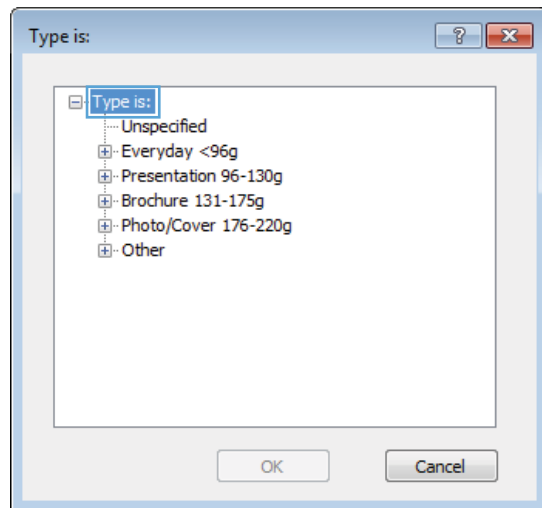 Type is:
Type is:
Unspecified
Everyday <96g
Presentation 96-130g
Brochure 131-175g
Photo/Cover 176-220g
Other
OK
Cancel